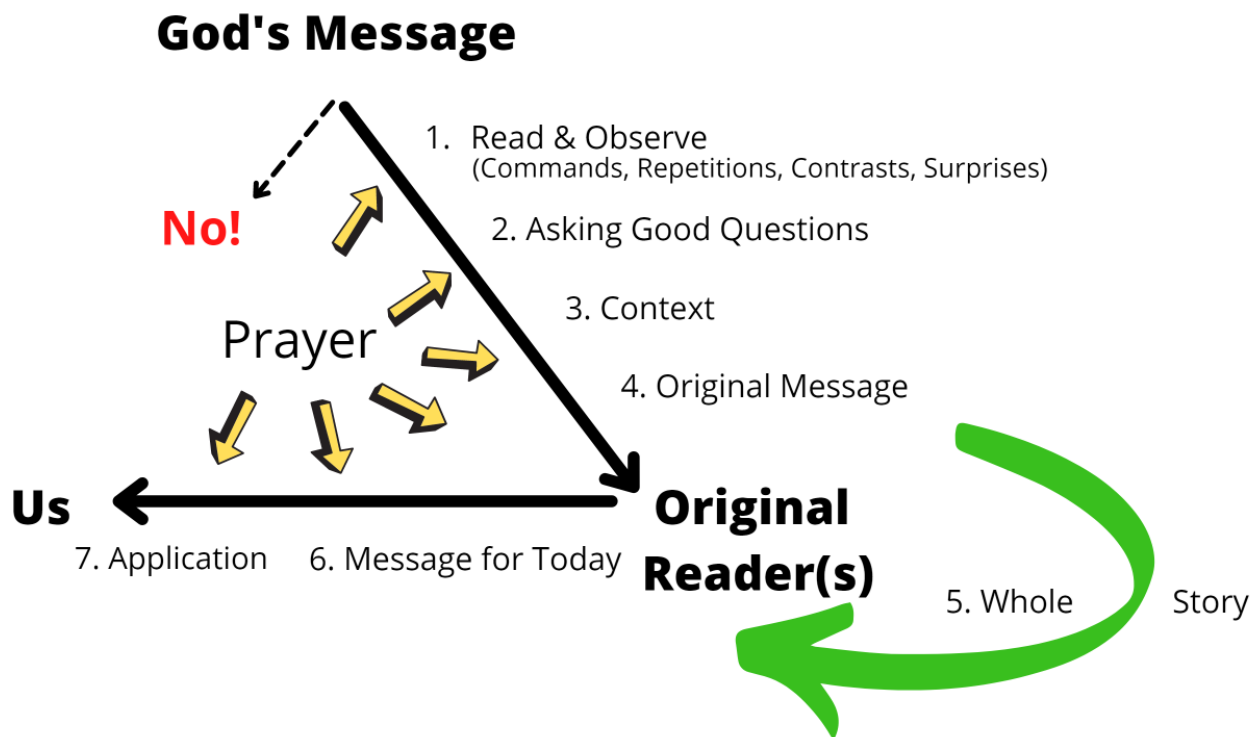 God's Message
1. Read & Observe
(Commands, Repetitions, Contrasts, Surprises)
No!
2. Asking Good Questions
3. Context
Prayer
4. Original Message
Us
Original
Reader(s)
7. Application
6. Message for Today
5. Whole Story